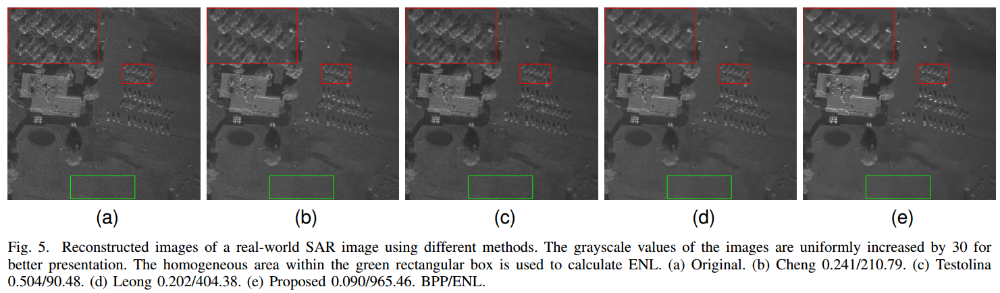 (a)
(b)
(c)
(d)
(e)
Fig. 5. Reconstructed images of a real-world SAR image using different methods. The grayscale values of the images are uniformly increased by 30 for
better presentation. The homogeneous area within the green rectangular box is used to calculate ENL. (a) Original. (b) Cheng 0.241/210.79. (c) Testolina
0.504/90.48. (d) Leong 0.202/404.38. (e) Proposed 0.090/965.46. BPP/ENL.